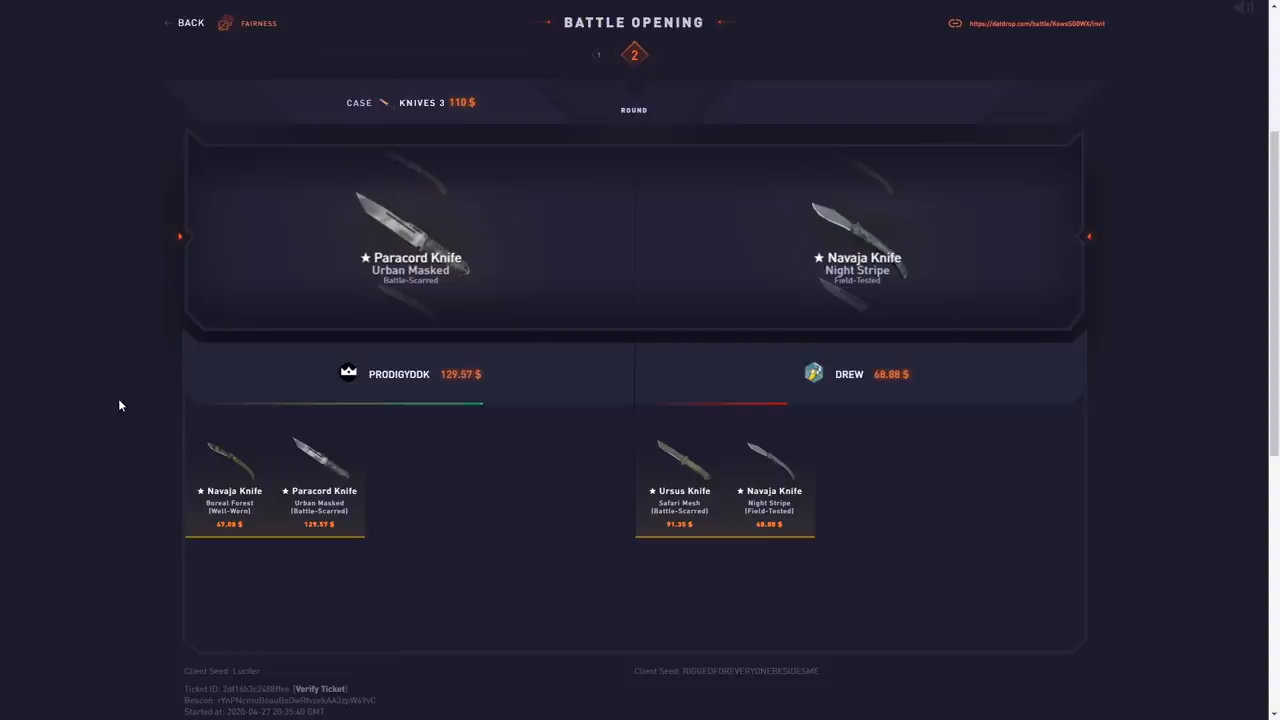 BACK
FAIRNESS
BATTLE OPENING
1
2
CASE KNIVES 3 110 $
ROUND
★ Paracord Knife
Urban Masked
Battle-Scarred
★ Navaja Knife
Night Stripe
Field-Tested
PRODIGYDDK 129.57 $
DREW 68.88 $
★ Navaja Knife
Boreal Forest
(Well-Worn)
67.08 $
★ Paracord Knife
Urban Masked
(Battle-Scarred)
129.57 $
★ Ursus Knife
Safari Mesh
(Battle-Scarred)
91.35 $
★ Navaja Knife
Night Stripe
(Field-Tested)
68.88 $
Client Seed: Lucifer
Client Seed: RIGGEDFOREVERYONEBESIDESME
Ticket ID: (Verify Ticket)
Beacon:
Started at: 2020-04-27 20:35:40 GMT